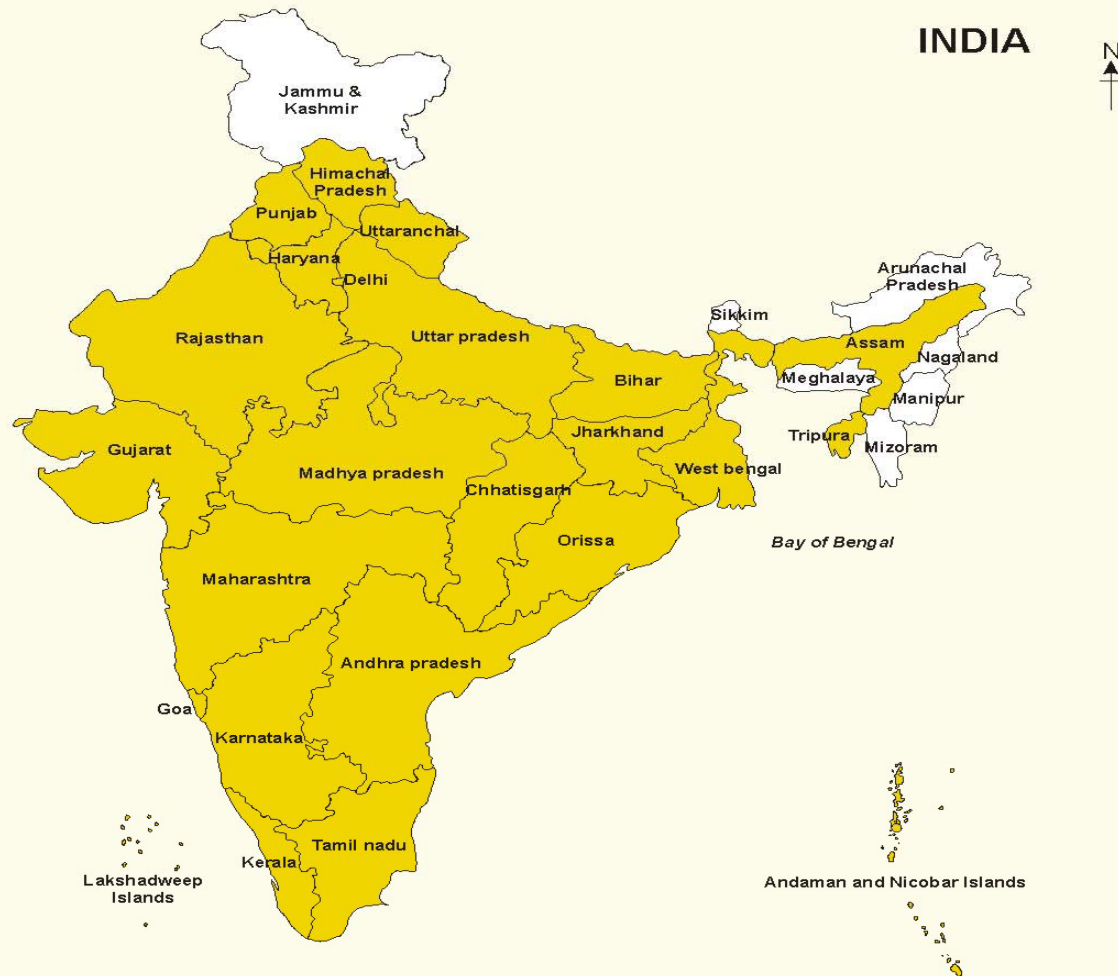 INDIA
N
Jammu &
Kashmir
Himachal
Pradesh
Punjab
Uttaranchal
Haryana
Delhi
Arunachal
Pradesh
Sikkim
Rajasthan
Uttar pradesh
Assam
Nagaland
Bihar
Meghalaya
Manipur
Jharkhand
Tripura
Mizoram
Gujarat
Madhya pradesh
West bengal
Chhatisgarh
Orissa
Bay of Bengal
Maharashtra
Andhra pradesh
Goa
Karnataka
Tamil nadu
Kerala
Lakshadweep
Islands
Andaman and Nicobar Islands